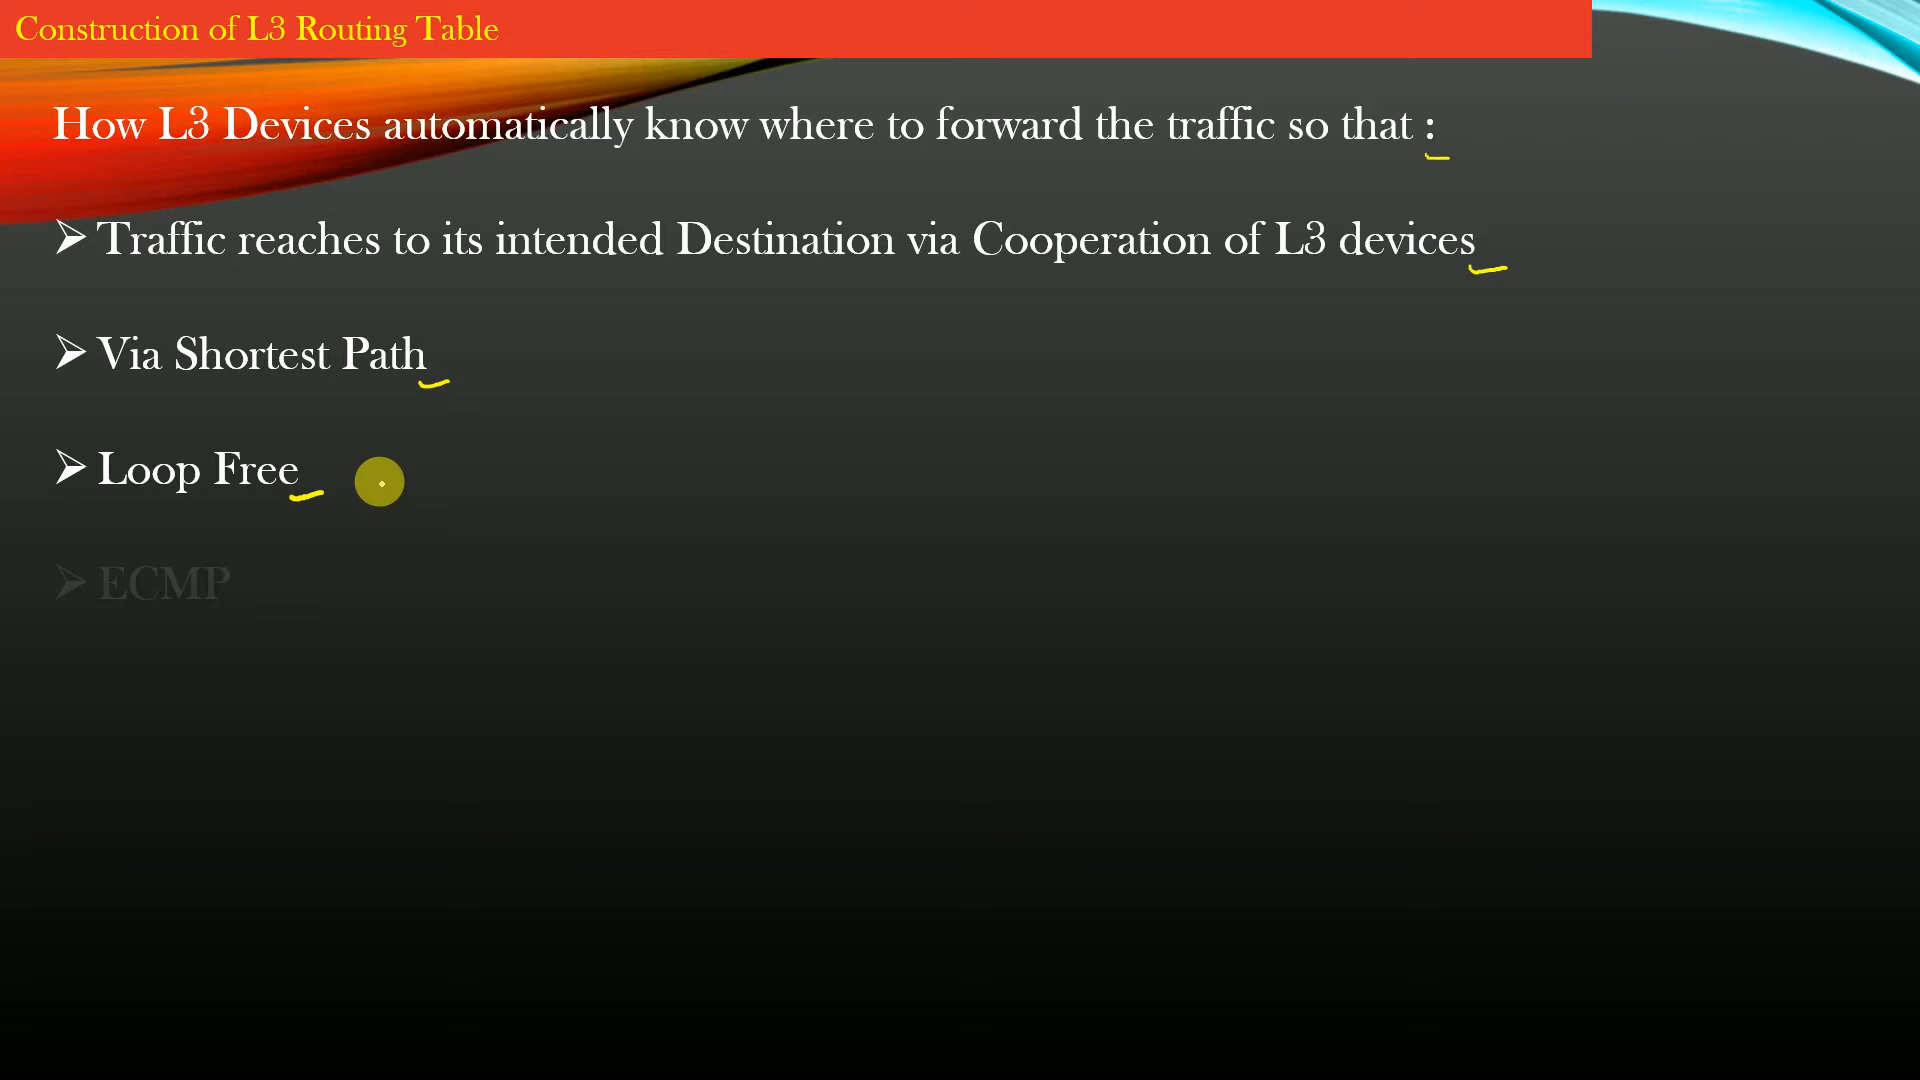 Construction of L3 Routing Table
How L3 Devices automatically know where to forward the traffic so that :
➢ Traffic reaches to its intended Destination via Cooperation of L3 devices
➢ Via Shortest Path
➢ Loop Free
➢ ECMP